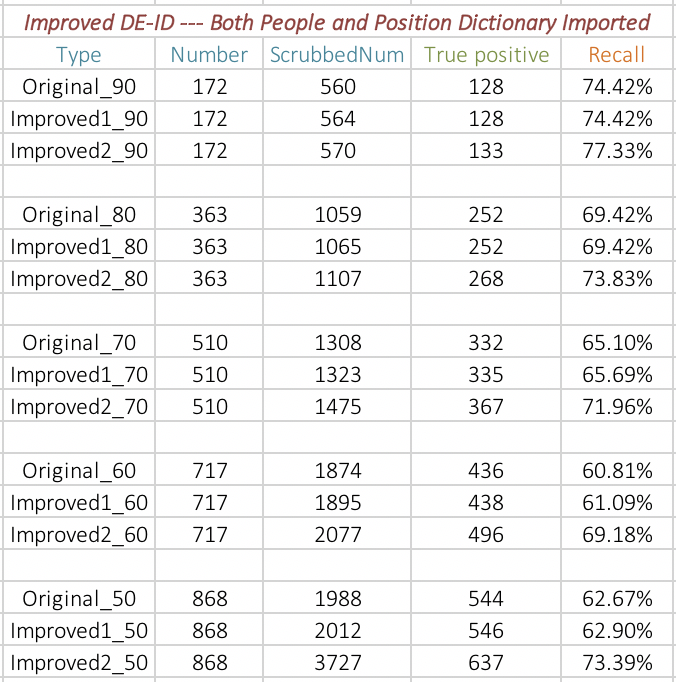 Improved DE-ID --- Both People and Position Dictionary Imported
Type Number ScrubbedNum True positive Recall
Original_90 172 560 128 74.42%
Improved1_90 172 564 128 74.42%
Improved2_90 172 570 133 77.33%
Original_80 363 1059 252 69.42%
Improved1_80 363 1065 252 69.42%
Improved2_80 363 1107 268 73.83%
Original_70 510 1308 332 65.10%
Improved1_70 510 1323 335 65.69%
Improved2_70 510 1475 367 71.96%
Original_60 717 1874 436 60.81%
Improved1_60 717 1895 438 61.09%
Improved2_60 717 2077 496 69.18%
Original_50 868 1988 544 62.67%
Improved1_50 868 2012 546 62.90%
Improved2_50 868 3727 637 73.39%